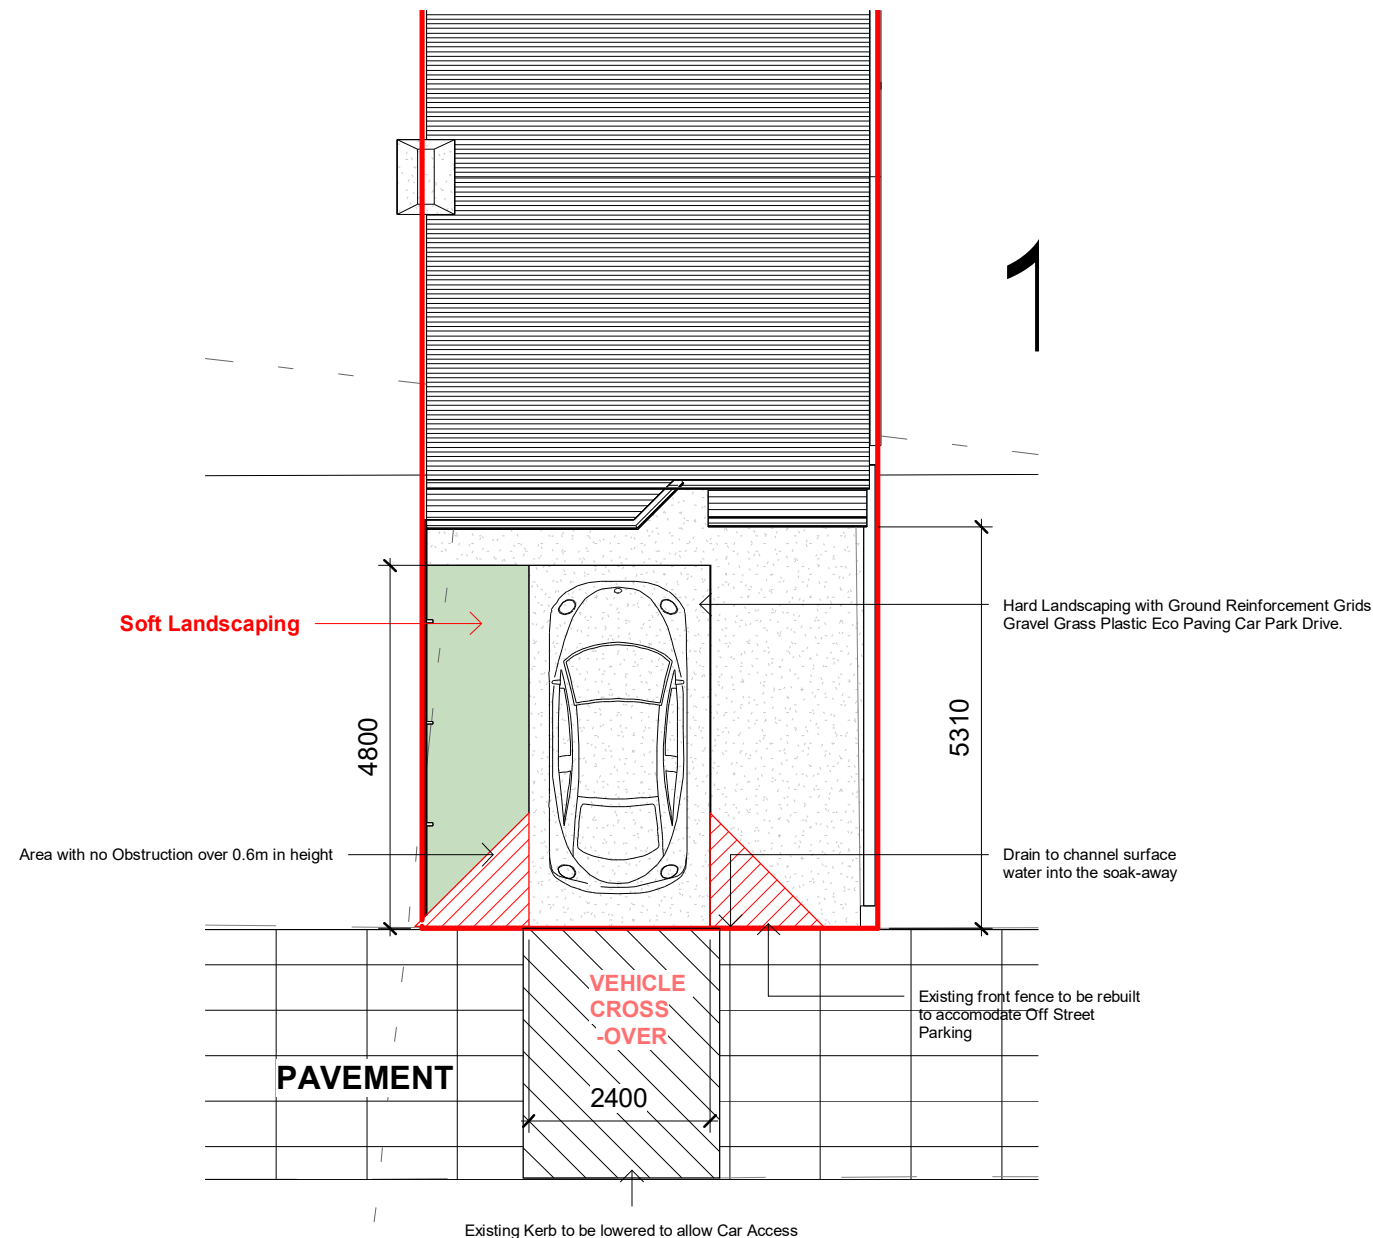 1
Soft Landscaping
Hard Landscaping with Ground Reinforcement Grids
Gravel Grass Plastic Eco Paving Car Park Drive.
4800
5310
Area with no Obstruction over 0.6m in height
Drain to channel surface
water into the soak-away
VEHICLE
CROSS
-OVER
Existing front fence to be rebuilt
to accomodate Off Street
Parking
PAVEMENT
2400
Existing Kerb to be lowered to allow Car Access